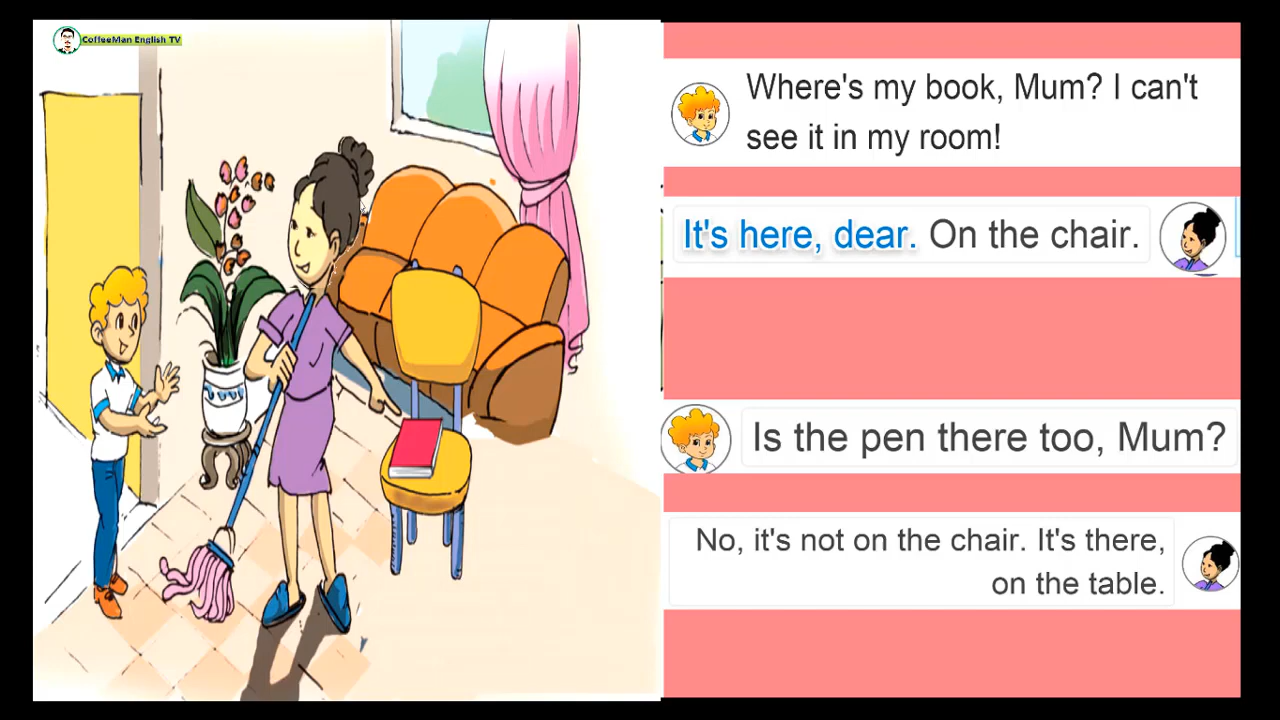 CoffeeMan English TV
Where's my book, Mum? I can't
see it in my room!
It's here, dear. On the chair.
Is the pen there too, Mum?
No, it's not on the chair. It's there,
on the table.